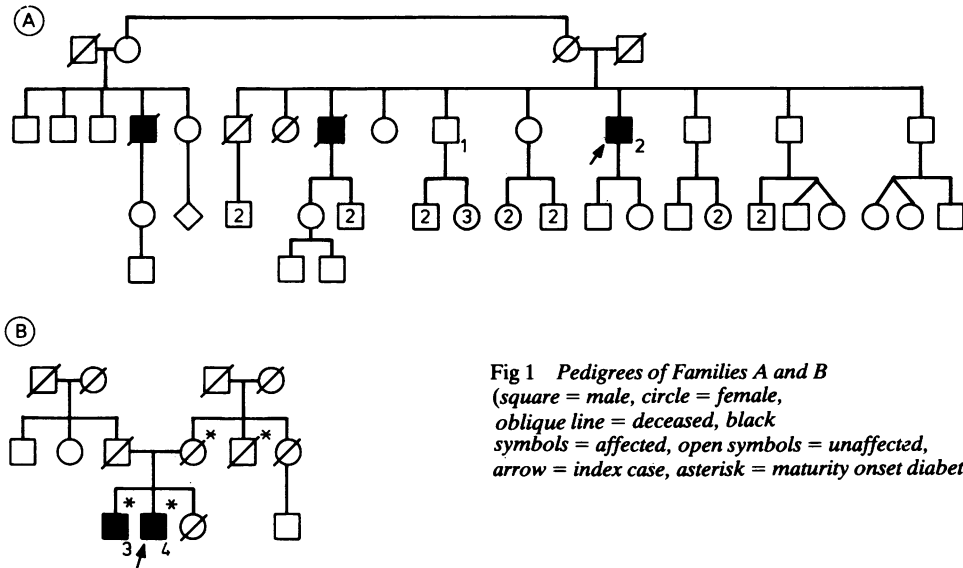 A
1
2
2
2
2
3
2
2
2
2
B
*
*
*
*
3
4
Fig 1 Pedigrees of Families A and B
(square = male, circle = female,
oblique line = deceased, black
symbols = affected, open symbols = unaffected,
arrow = index case, asterisk = maturity onset diabet